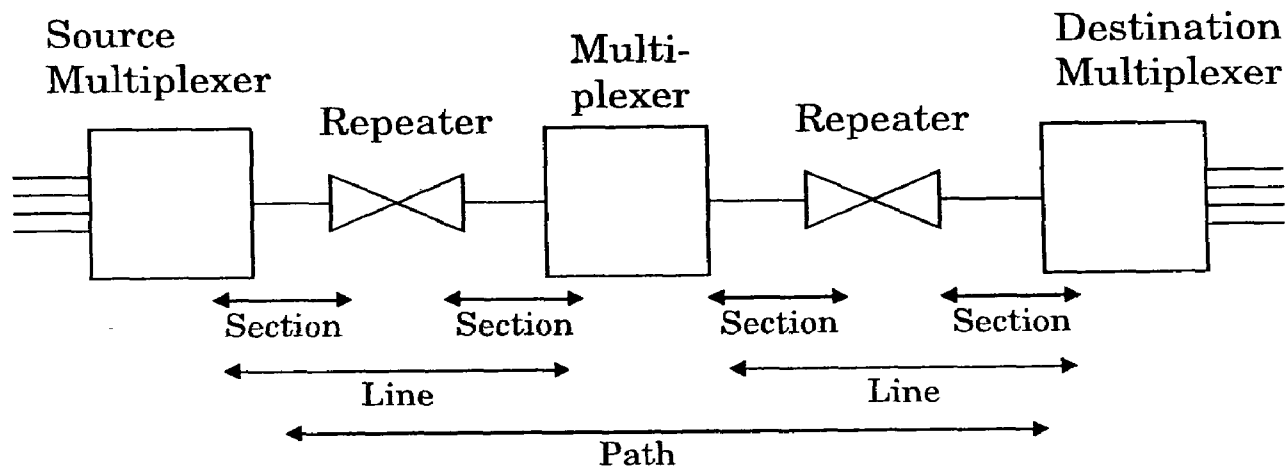 Source
Multiplexer
Repeater
Multi-
plexer
Repeater
Destination
Multiplexer
Section
Section
Section
Section
Line
Line
Path